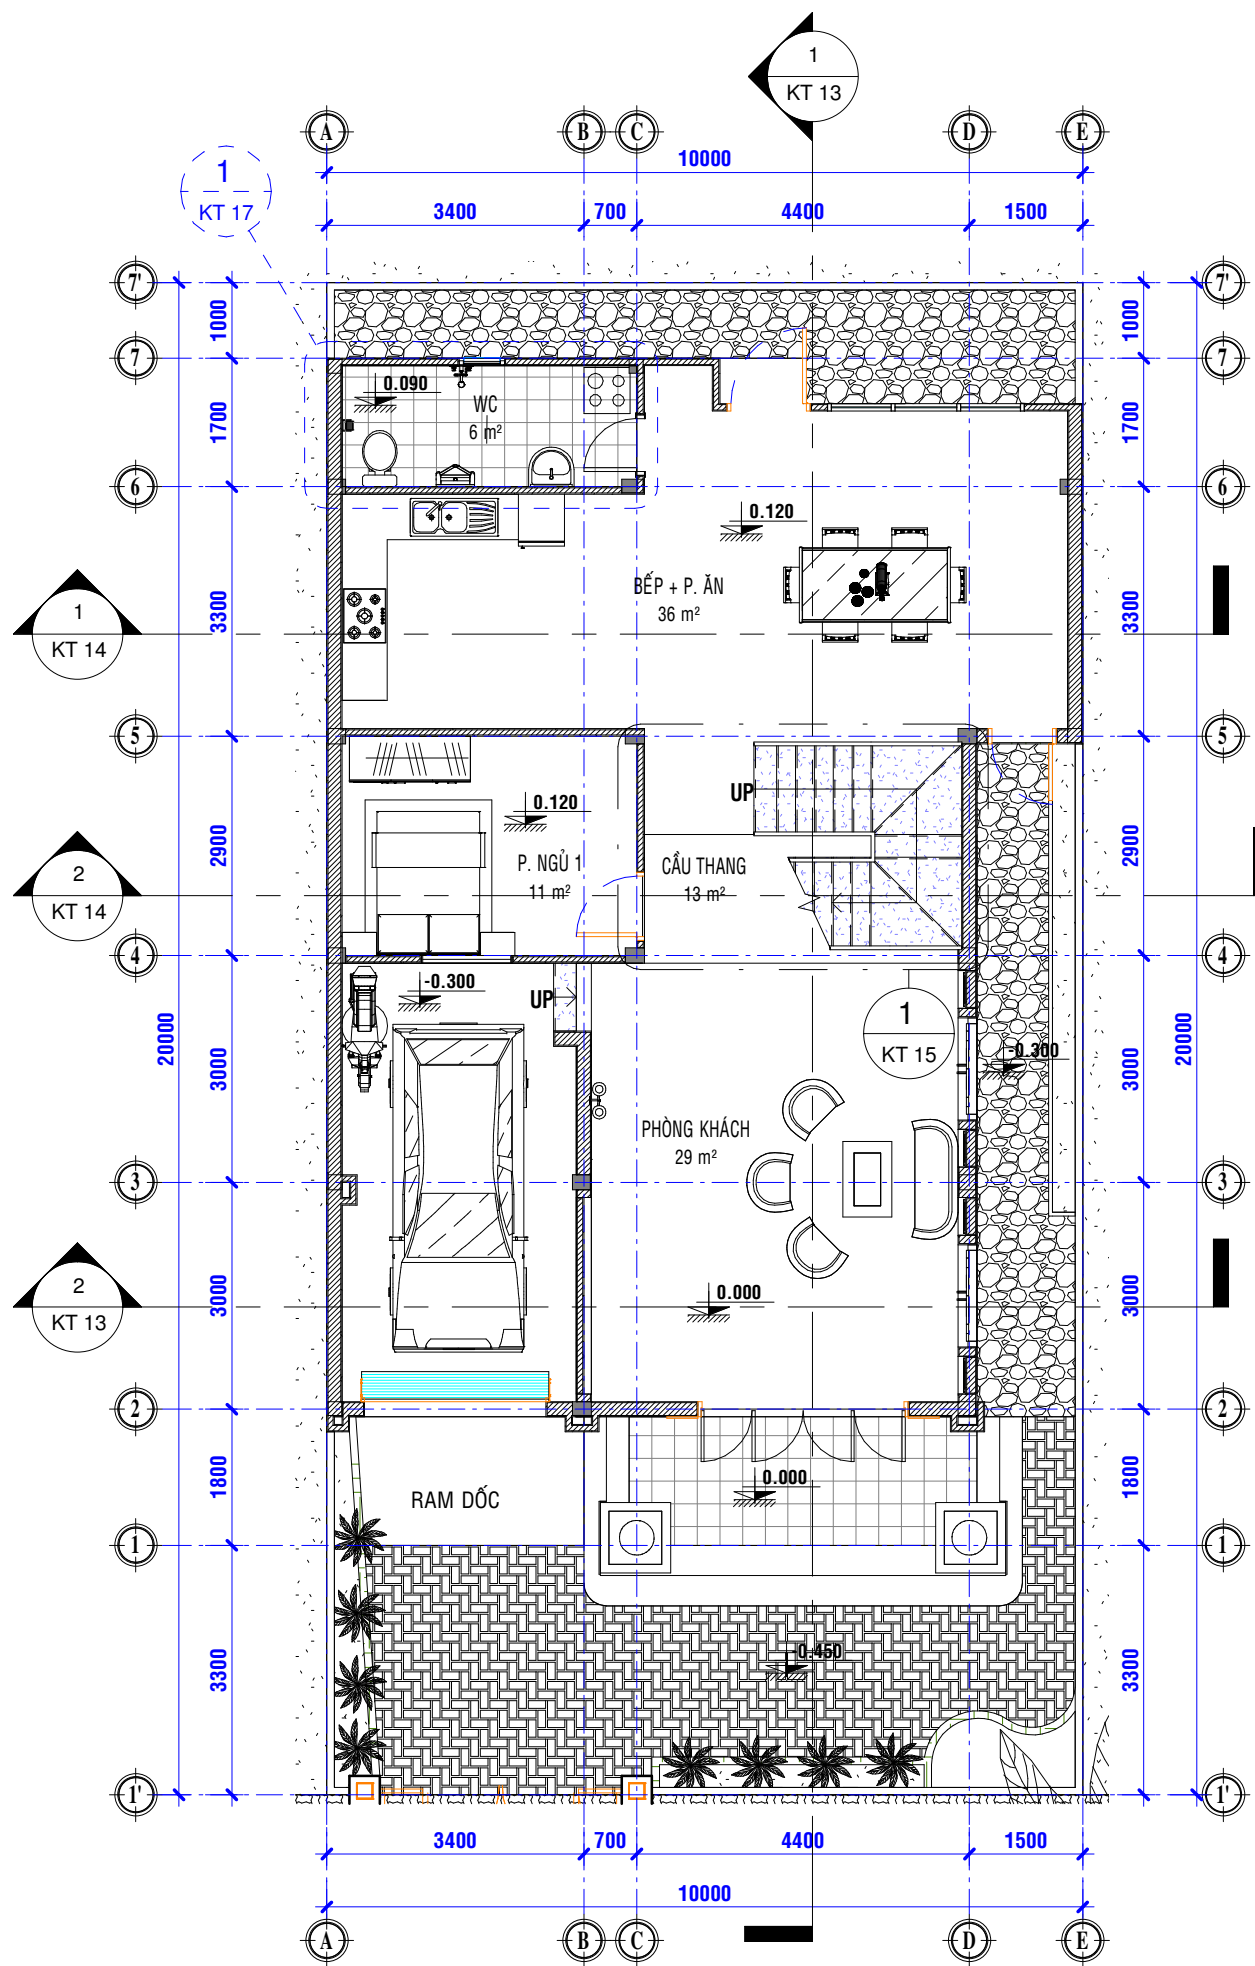 1
KT 13
A
B
C
D
E
10000
1
KT 17
3400
700
4400
1500
7'
7'
1000
1000
7
7
0.090
WC
6 m²
1700
1700
6
6
0.120
BẾP + P. ĂN
36 m²
1
KT 14
3300
3300
5
5
UP
0.120
P. NGỦ 1
11 m²
CẦU THANG
13 m²
2900
2900
2
KT 14
4
4
-0.300
UP
1
KT 15
-0.300
20000
20000
3000
3000
PHÒNG KHÁCH
29 m²
3
3
2
KT 13
0.000
3000
3000
2
2
1800
1800
0.000
RAM DỐC
1
1
-0.450
3300
3300
1'
1'
3400
700
4400
1500
10000
A
B
C
D
E